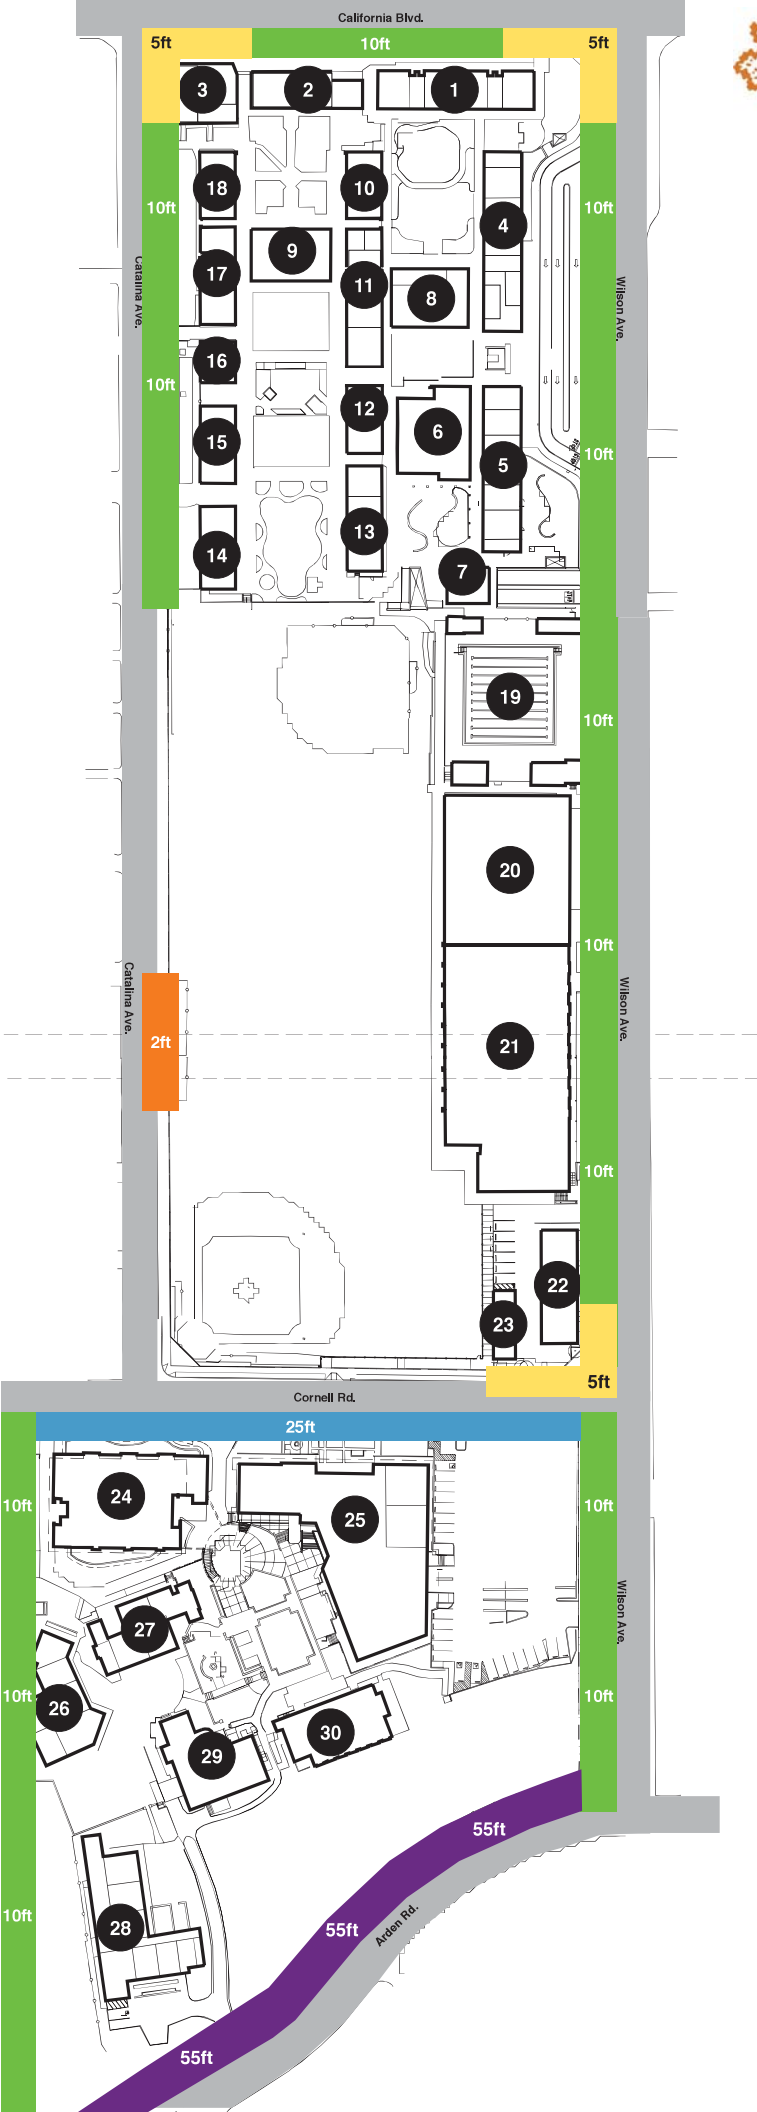 California Blvd.
5ft
10ft
5ft
3
2
1
18
10
10ft
10ft
4
9
17
11
8
Catalina Ave.
Wilson Ave.
16
10ft
12
6
15
5
10ft
13
14
7
19
10ft
20
10ft
21
Catalina Ave.
Wilson Ave.
2ft
10ft
22
23
5ft
Cornell Rd.
25ft
24
10ft
10ft
25
27
Wilson Ave.
10ft
26
10ft
30
29
55ft
10ft
28
55ft
Arden Rd.
55ft